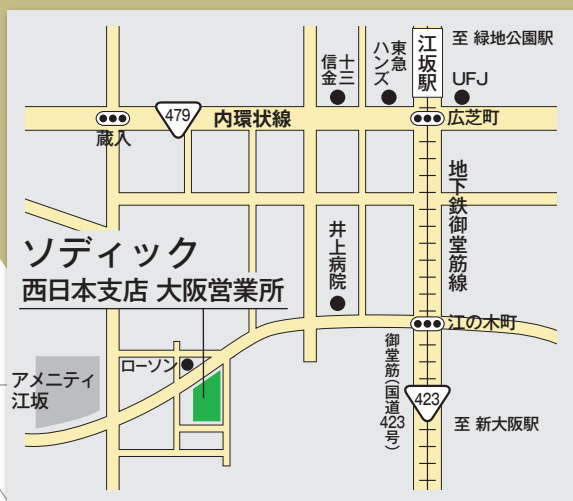 江坂駅
至 緑地公園駅
十三
信金
東急
ハンズ
UFJ
479
内環状線
広芝町
蔵人
地下鉄御堂筋線
井上病院
ソディック
西日本支店 大阪営業所
江の木町
ローソン
アメニティ
江坂
御堂筋(国道423号)
423
至 新大阪駅